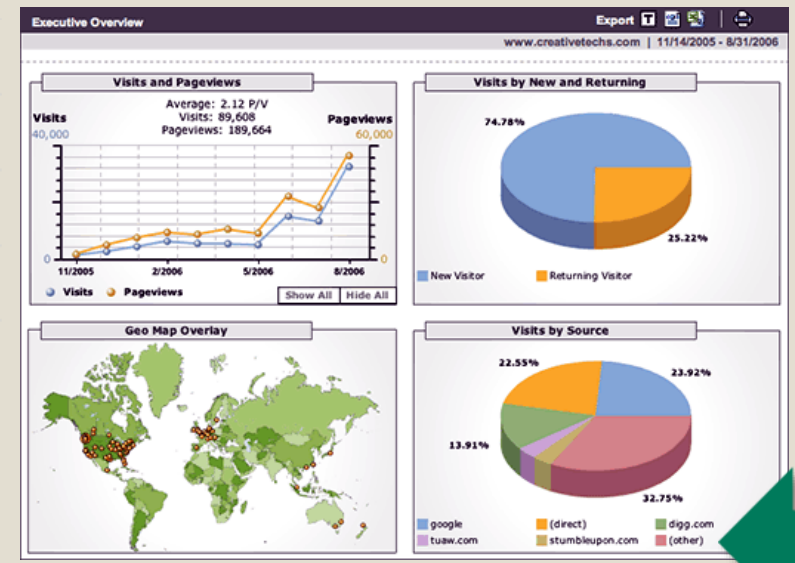 Executive Overview
Export T
www.creativetechs.com | 11/14/2005 - 8/31/2006
Visits and Pageviews
Average: 2.12 P/V
Visits: 89,608
Pageviews: 189,664
Visits
Pageviews
40,000
60,000
0
0
11/2005 2/2006 5/2006 8/2006
Visits Pageviews
Show All Hide All
Visits by New and Returning
74.78%
25.22%
New Visitor Returning Visitor
Geo Map Overlay
Visits by Source
22.55%
23.92%
13.91%
32.75%
google (direct) digg.com
tuaw.com stumbleupon.com (other)